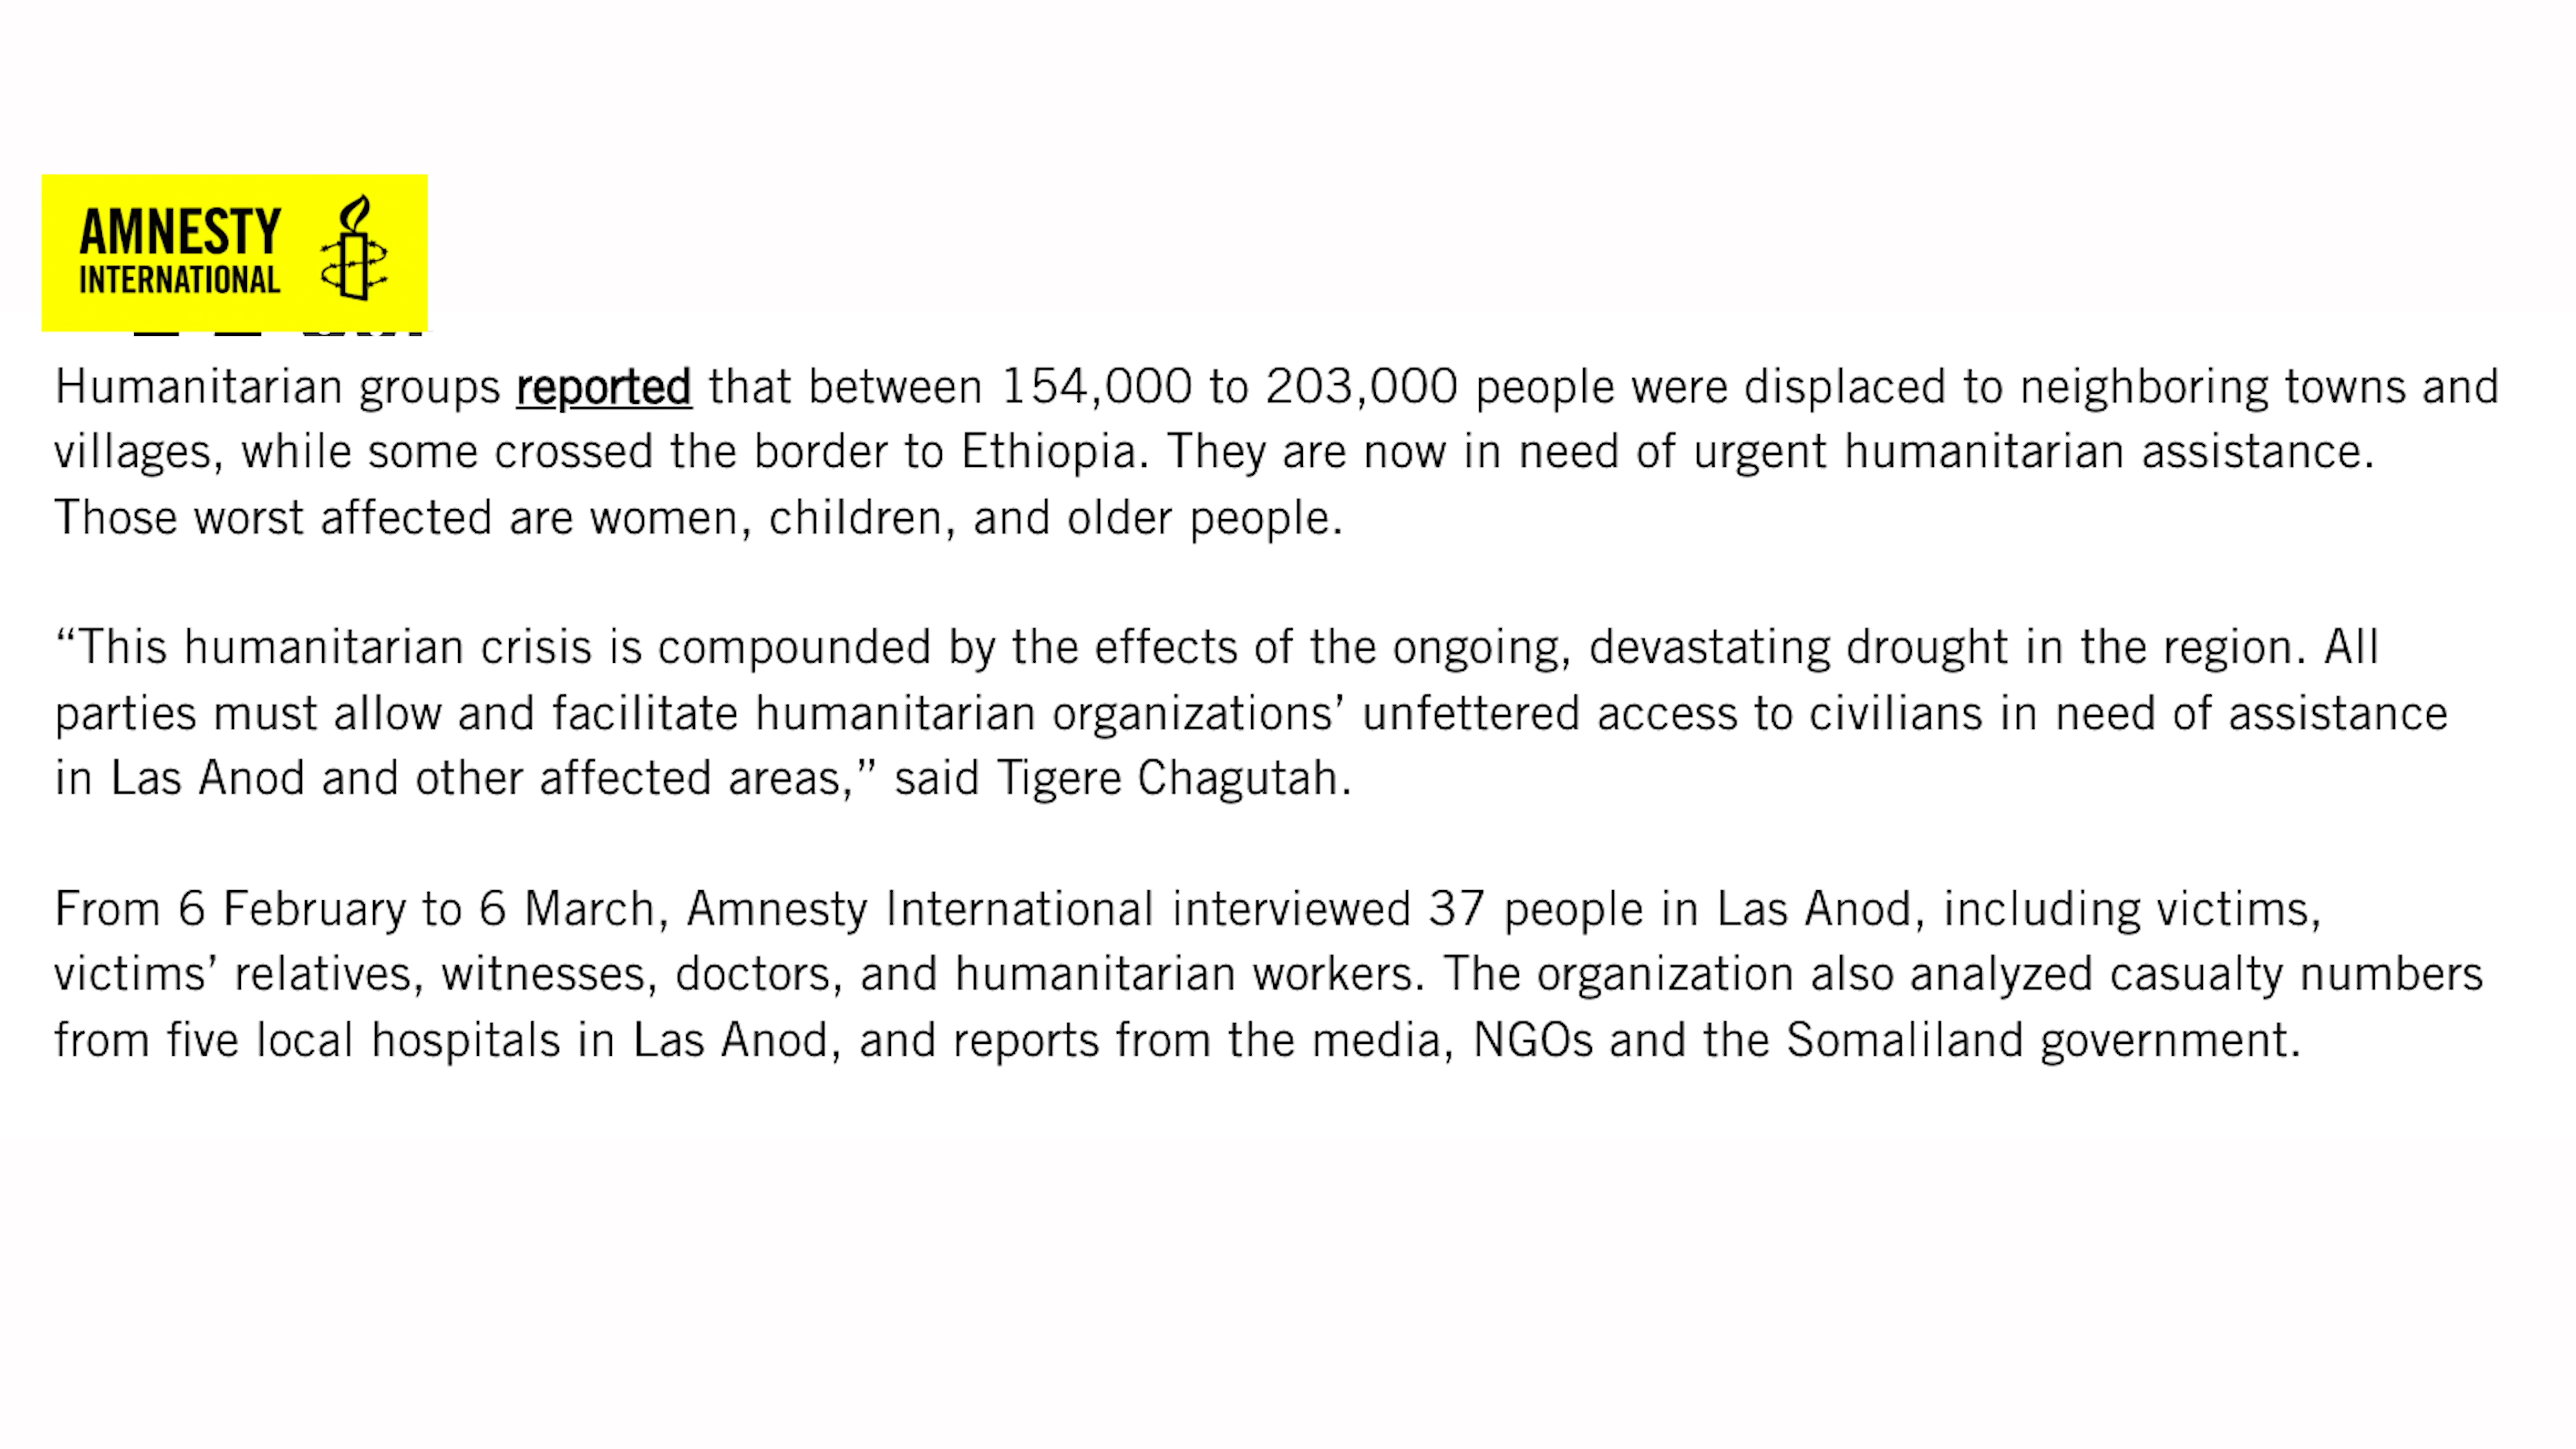 AMNESTY
INTERNATIONAL
Humanitarian groups reported that between 154,000 to 203,000 people were displaced to neighboring towns and
villages, while some crossed the border to Ethiopia. They are now in need of urgent humanitarian assistance.
Those worst affected are women, children, and older people.
“This humanitarian crisis is compounded by the effects of the ongoing, devastating drought in the region. All
parties must allow and facilitate humanitarian organizations’ unfettered access to civilians in need of assistance
in Las Anod and other affected areas,” said Tigere Chagutah.
From 6 February to 6 March, Amnesty International interviewed 37 people in Las Anod, including victims,
victims’ relatives, witnesses, doctors, and humanitarian workers. The organization also analyzed casualty numbers
from five local hospitals in Las Anod, and reports from the media, NGOs and the Somaliland government.